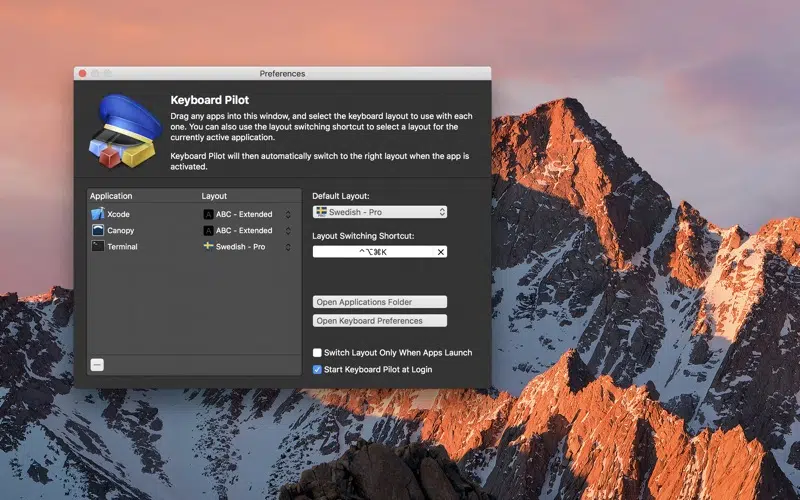 Preferences
Keyboard Pilot
Drag any apps into this window, and select the keyboard layout to use with each
one. You can also use the layout switching shortcut to select a layout for the
currently active application.
Keyboard Pilot will then automatically switch to the right layout when the app is
activated.
Application Layout
Xcode ABC - Extended
Canopy ABC - Extended
Terminal Swedish - Pro
Default Layout:
Swedish - Pro
Layout Switching Shortcut:
^⌥⌘K
Open Applications Folder
Open Keyboard Preferences
Switch Layout Only When Apps Launch
Start Keyboard Pilot at Login